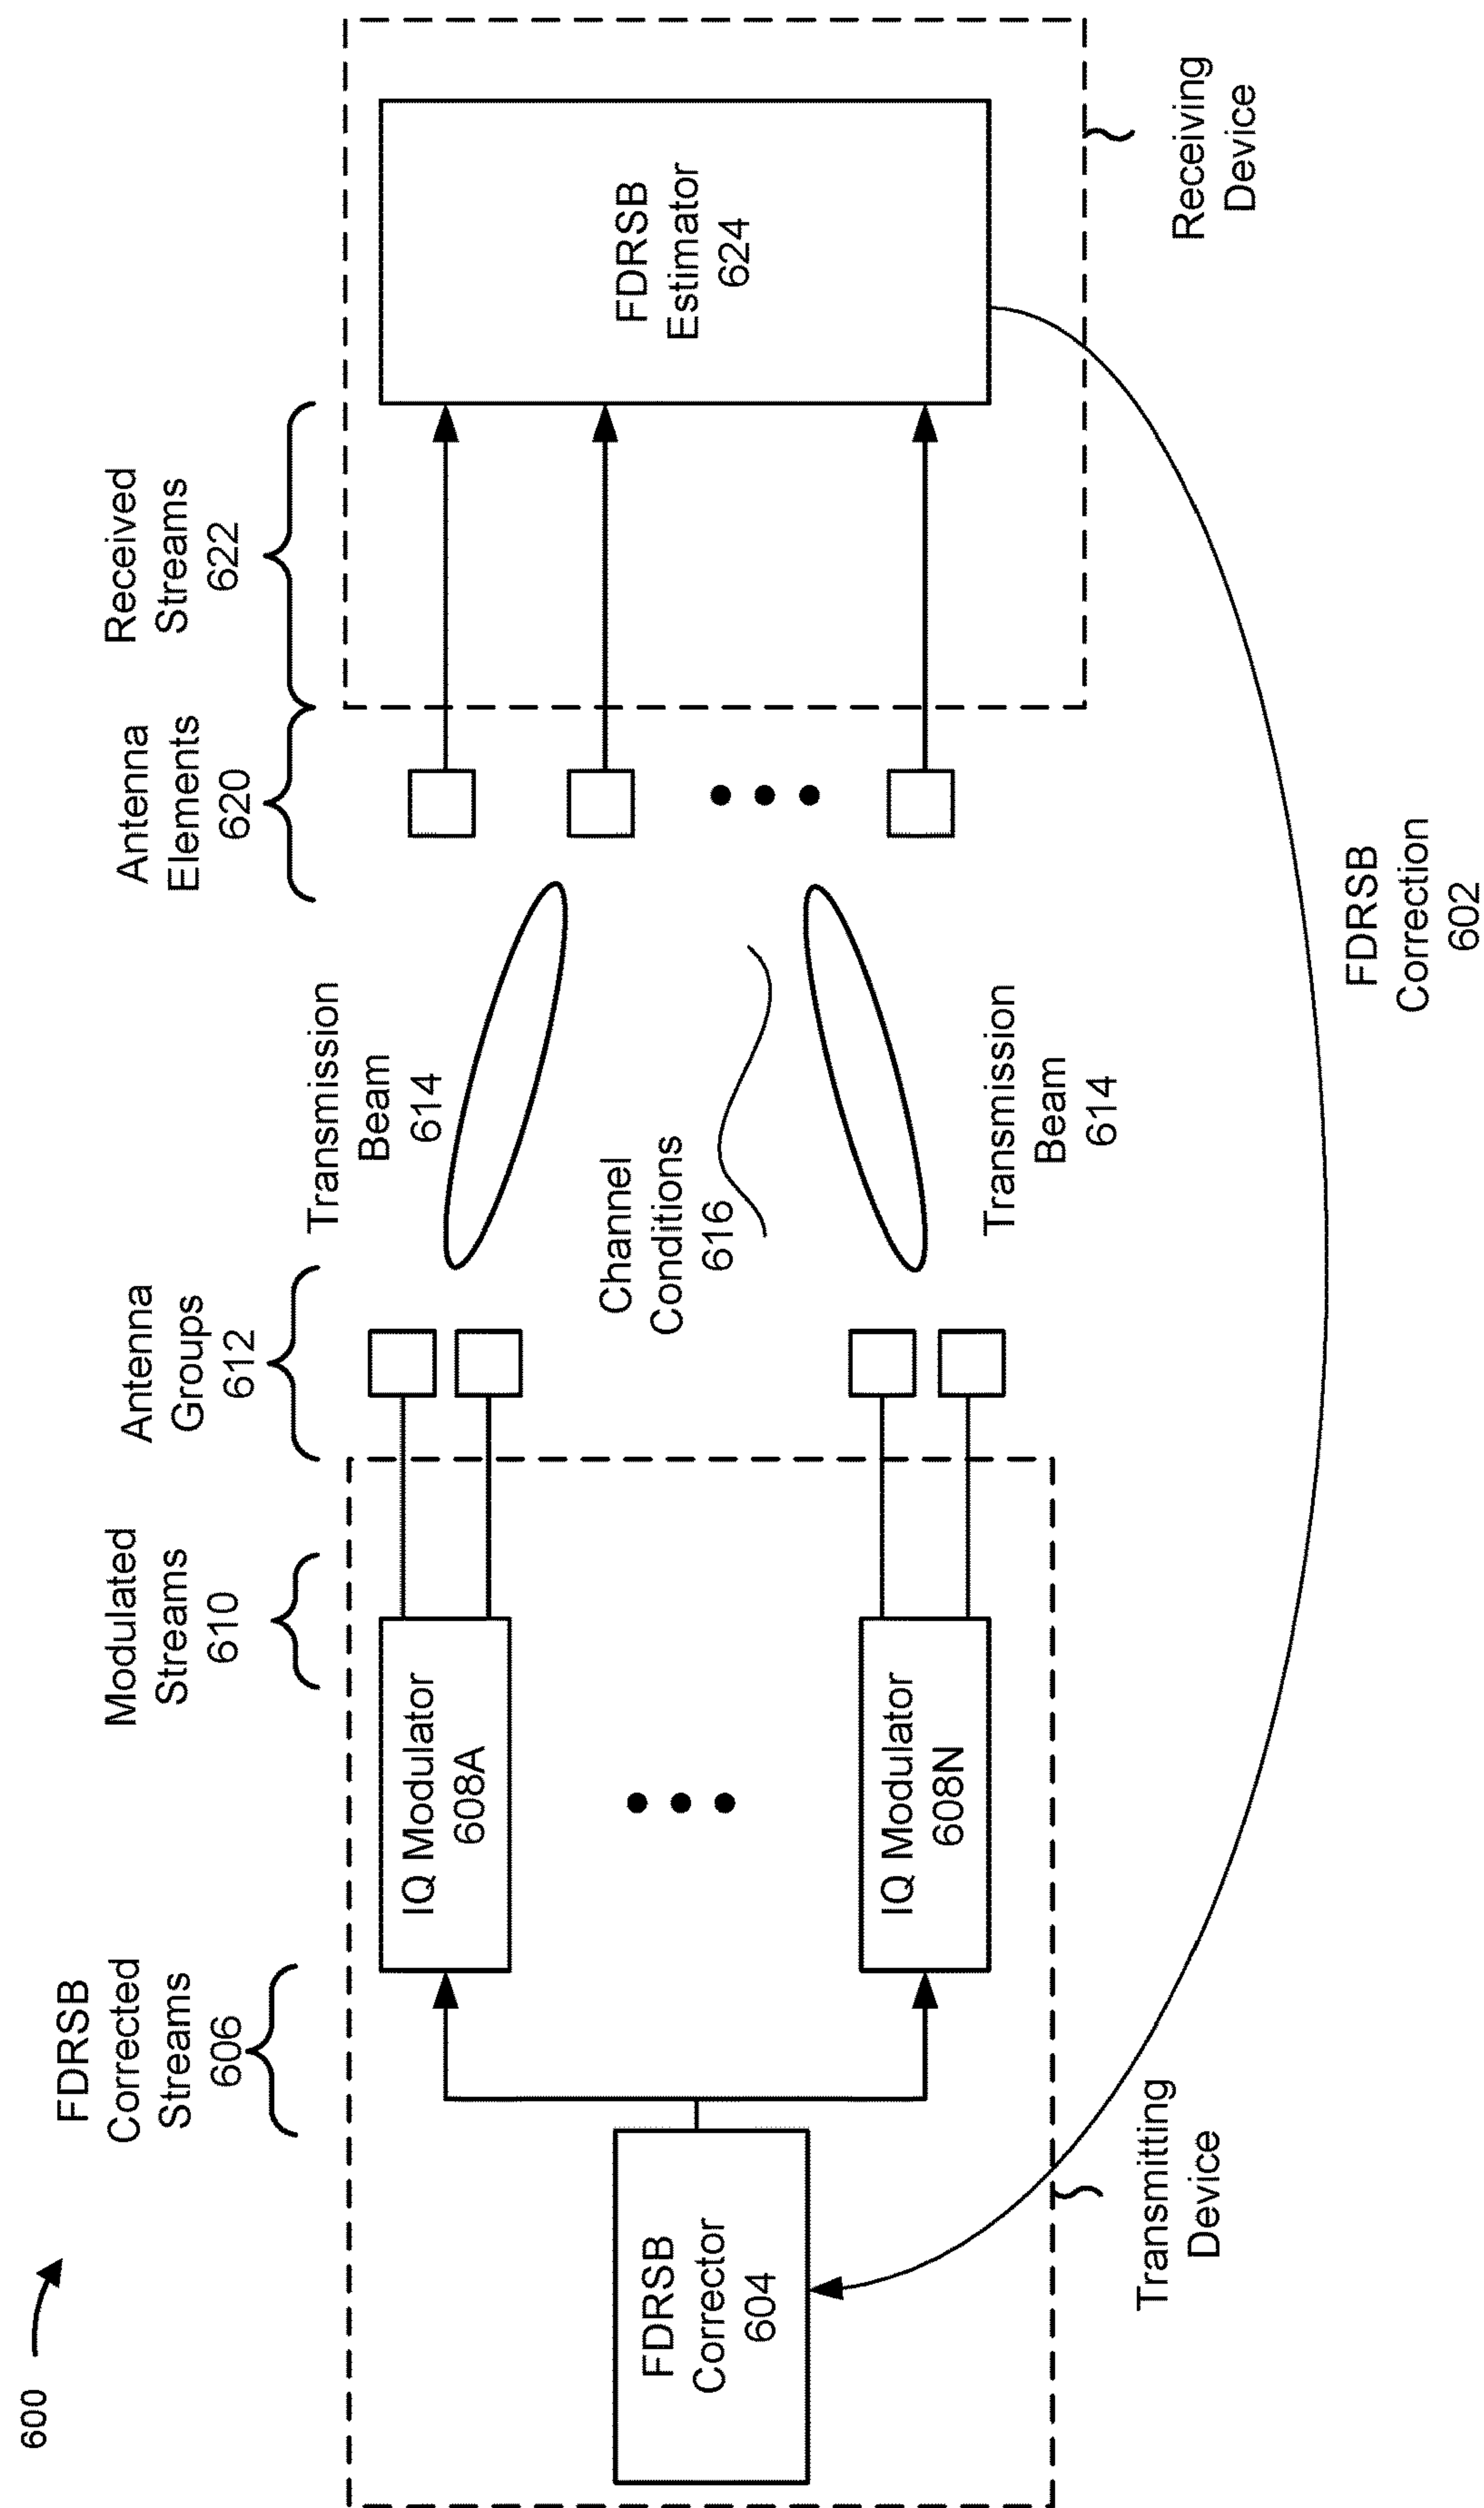 600
FDRSB
Corrected
Streams
606
Modulated
Streams
610
Antenna
Groups
612
Antenna
Elements
620
Received
Streams
622
FDRSB
Corrector
604
IQ Modulator
608A
IQ Modulator
608N
Transmission
Beam
614
Channel
Conditions
616
Transmission
Beam
614
FDRSB
Estimator
624
Transmitting
Device
Receiving
Device
FDRSB
Correction
602